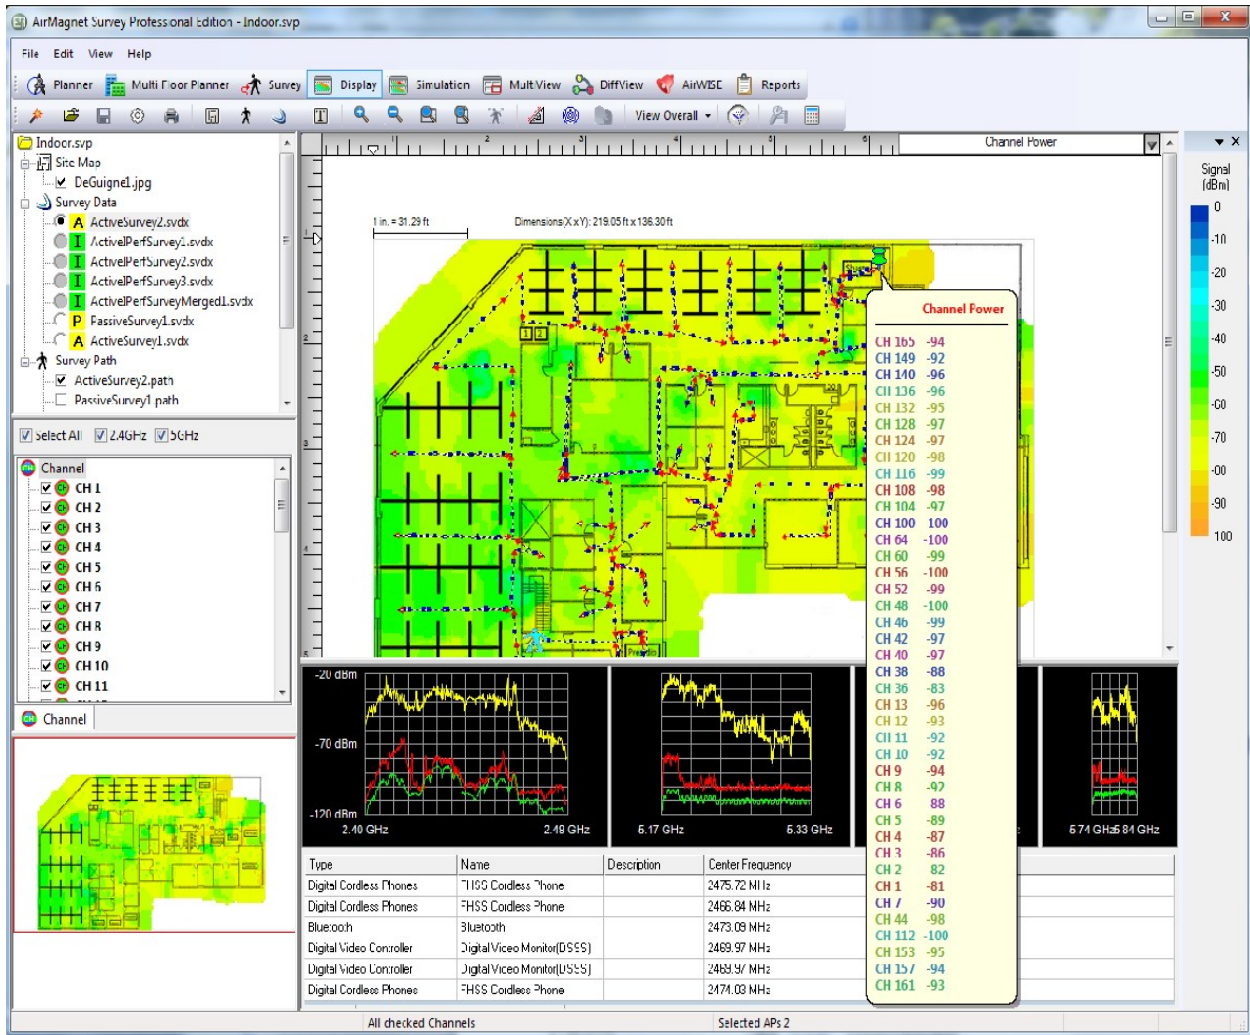 AirMagnet Survey Professional Edition - Indoor.svp
File Edit View Help
Planner Multi Floor Planner Survey Display Simulation MultiView DiffView AirWISE Reports
View Overall
Indoor.svp
Site Map
DeGuigne1.jpg
Survey Data
A ActiveSurvey2.svdx
I ActiveIPerfSurvey1.svdx
I ActiveIPerfSurvey2.svdx
I ActiveIPerfSurvey3.svdx
I ActiveIPerfSurveyMerged1.svdx
P PassiveSurvey1.svdx
A ActiveSurvey1.svdx
Survey Path
ActiveSurvey2.path
PassiveSurvey1.path
Select All 2.4GHz 5GHz
Channel
CH 1
CH 2
CH 3
CH 4
CH 5
CH 6
CH 7
CH 8
CH 9
CH 10
CH 11
Channel
Channel Power
1 in. = 31.29 ft
Dimensions(X x Y): 219.05 ft x 136.30 ft
1 2
Presidio
Channel Power
CH 165 -94
CH 149 -92
CH 140 -96
CH 136 -96
CH 132 -95
CH 128 -97
CH 124 -97
CH 120 -98
CH 116 -99
CH 108 -98
CH 104 -97
CH 100 100
CH 64 -100
CH 60 -99
CH 56 -100
CH 52 -99
CH 48 -100
CH 46 -99
CH 42 -97
CH 40 -97
CH 38 -88
CH 36 -83
CH 13 -96
CH 12 -93
CH 11 -92
CH 10 -92
CH 9 -94
CH 8 -92
CH 6 88
CH 5 -89
CH 4 -87
CH 3 -86
CH 2 82
CH 1 -81
CH 7 -90
CH 44 -98
CH 112 -100
CH 153 -95
CH 157 -94
CH 161 -93
Signal
(dBm)
0
-10
-20
-30
-40
-50
-60
-70
-80
-90
100
-20 dBm
-70 dBm
-120 dBm
2.40 GHz 2.49 GHz
5.17 GHz 5.33 GHz
5.74 GHz 5.84 GHz
Type Name Description Center Frequency
Digital Cordless Phones FHSS Cordless Phone 2475.72 MHz
Digital Cordless Phones FHSS Cordless Phone 2466.84 MHz
Bluetooth Bluetooth 2473.09 MHz
Digital Video Controller Digital Video Monitor(DSSS) 2469.97 MHz
Digital Video Controller Digital Video Monitor(DSSS) 2469.97 MHz
Digital Cordless Phones FHSS Cordless Phone 2474.03 MHz
All checked Channels Selected APs 2